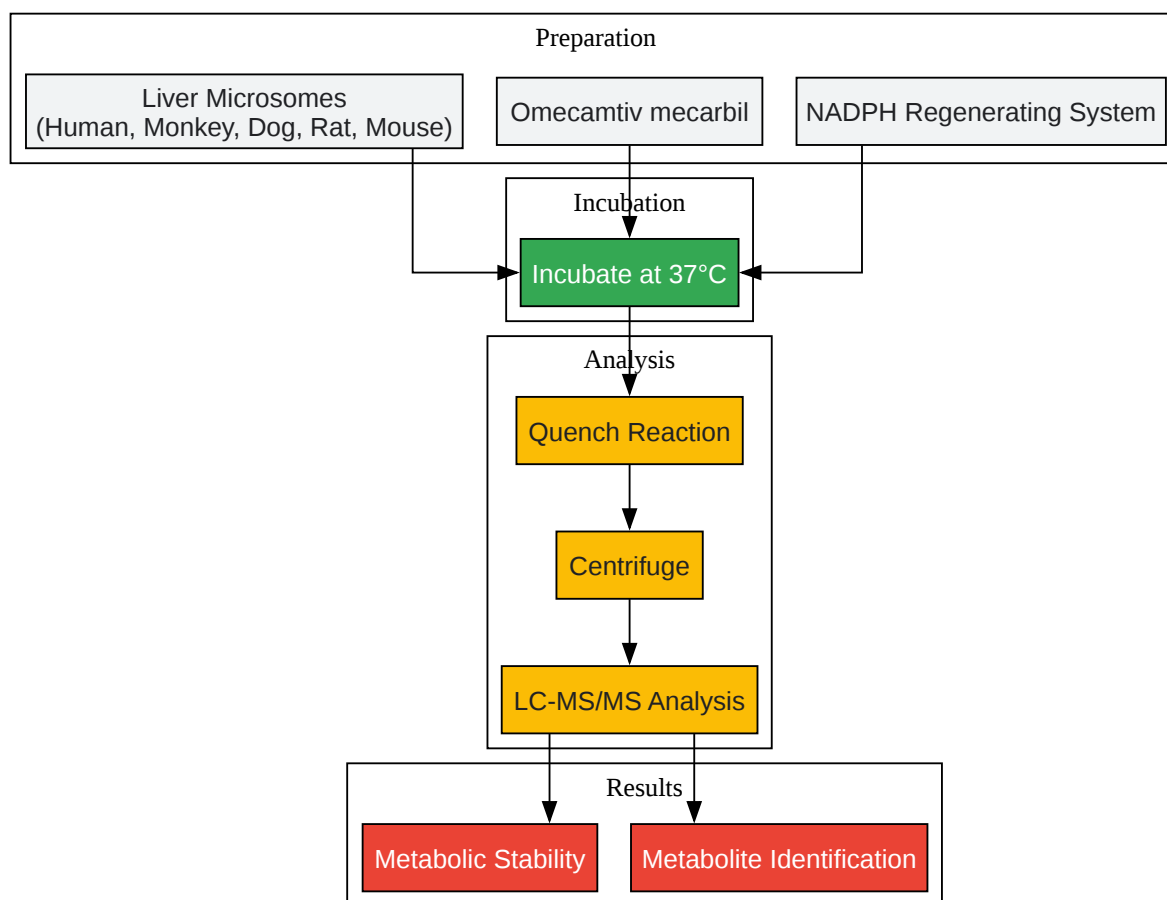 Preparation
Liver Microsomes
(Human, Monkey, Dog, Rat, Mouse)
Omecamtiv mecarbil
NADPH Regenerating System
Incubation
Incubate at 37°C
Analysis
Quench Reaction
Centrifuge
LC-MS/MS Analysis
Results
Metabolic Stability
Metabolite Identification